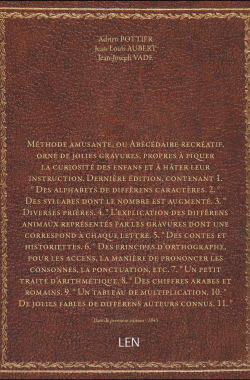 Adrien POTTIER
Jean-Louis AUBERT
Jean-Joseph VADE
Méthode amusante, ou Abécédaire récréatif,
orné de jolies gravures, propres à piquer
la curiosité des enfans et à hâter leur
instruction. Dernière édition, contenant 1.
° Des alphabets de différens caractères. 2. °
Des syllabes dont le nombre est augmenté. 3. °
Diverses prières. 4. ° L'explication des différens
animaux représentés par les gravures dont une
correspond à chaque lettre. 5. ° Des contes et
historiettes. 6. ° Des principes d'orthographe,
pour les accens, la manière de prononcer les
consonnes, la ponctuation, etc. 7. ° Un petit
traité d'arithmétique. 8. ° Des chiffres arabes et
romains. 9. ° Un tableau de multiplication. 10. °
De jolies fables de différens auteurs connus. 11. °
LEN